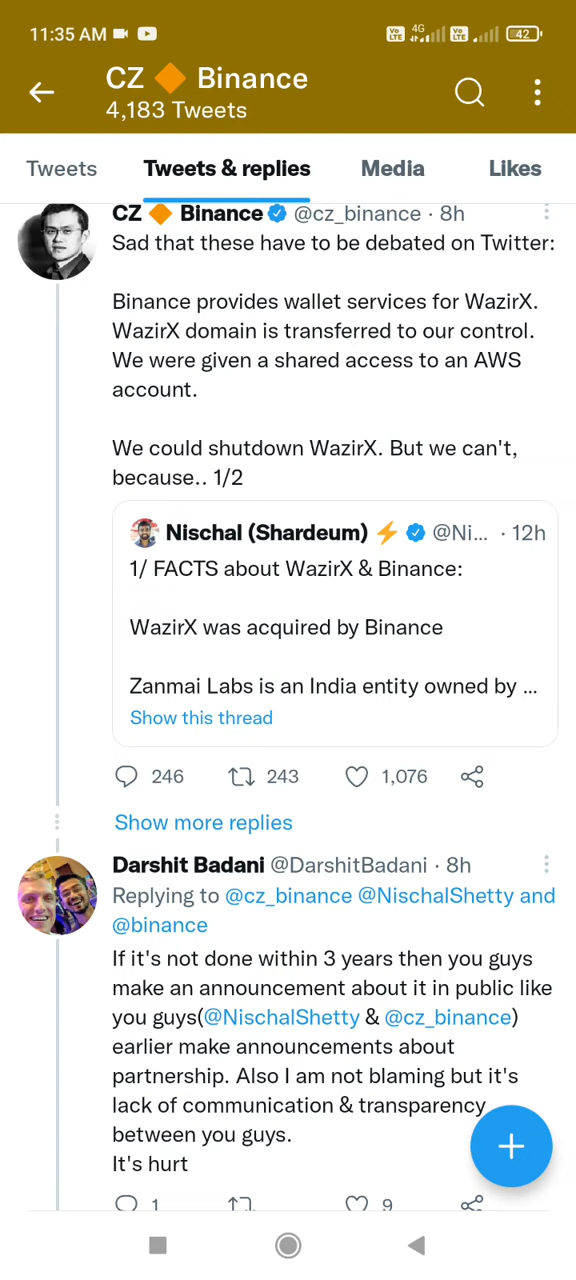 11:35 AM
Vo LTE 4G Vo LTE 42
CZ 🔶 Binance
4,183 Tweets
Tweets Tweets & replies Media Likes
CZ 🔶 Binance @cz_binance · 8h
Sad that these have to be debated on Twitter:
Binance provides wallet services for WazirX.
WazirX domain is transferred to our control.
We were given a shared access to an AWS
account.
We could shutdown WazirX. But we can't,
because.. 1/2
Nischal (Shardeum) ⚡ @Ni... · 12h
1/ FACTS about WazirX & Binance:
WazirX was acquired by Binance
Zanmai Labs is an India entity owned by ...
Show this thread
246 243 1,076
Show more replies
Darshit Badani @DarshitBadani · 8h
Replying to @cz_binance @NischalShetty and
@binance
If it's not done within 3 years then you guys
make an announcement about it in public like
you guys(@NischalShetty & @cz_binance)
earlier make announcements about
partnership. Also I am not blaming but it's
lack of communication & transparency
between you guys.
It's hurt
1 9